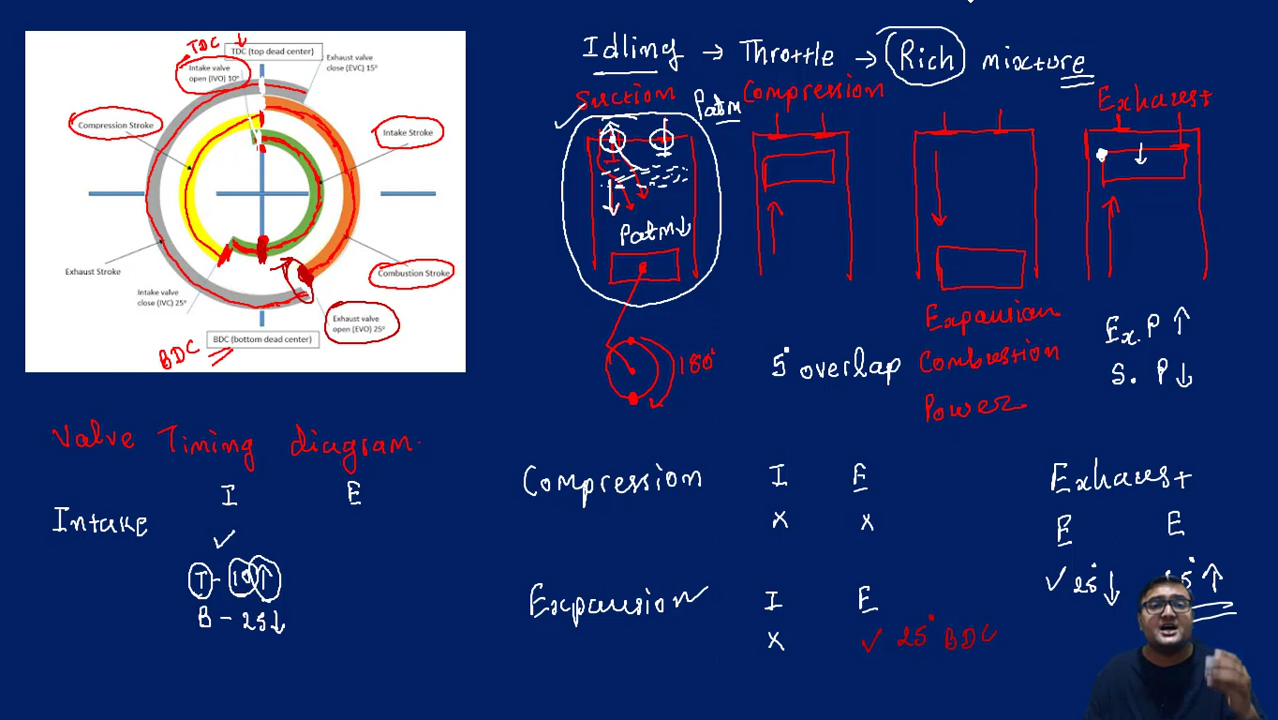 TDC
TDC (top dead center)
Intake valve
open (IVO) 10°
Exhaust valve
close (EVC) 15°
Compression Stroke
Intake Stroke
Exhaust Stroke
Combustion Stroke
Intake valve
close (IVC) 25°
Exhaust valve
open (EVO) 25°
BDC (bottom dead center)
BDC
Idling → Throttle → Rich mixture
Suction
Patm
Compression
Exhaust
Patm↓
180°
5° overlap
Expansion
Combustion
Power
Ex. P ↑
S. P ↓
Valve Timing diagram.
I E
Intake ✓
T - 10↑
B - 25↓
Compression I E
X X
Expansion I E
X ✓ 25° BDC
Exhaust
E E
✓ 25°↓ 5° ↑